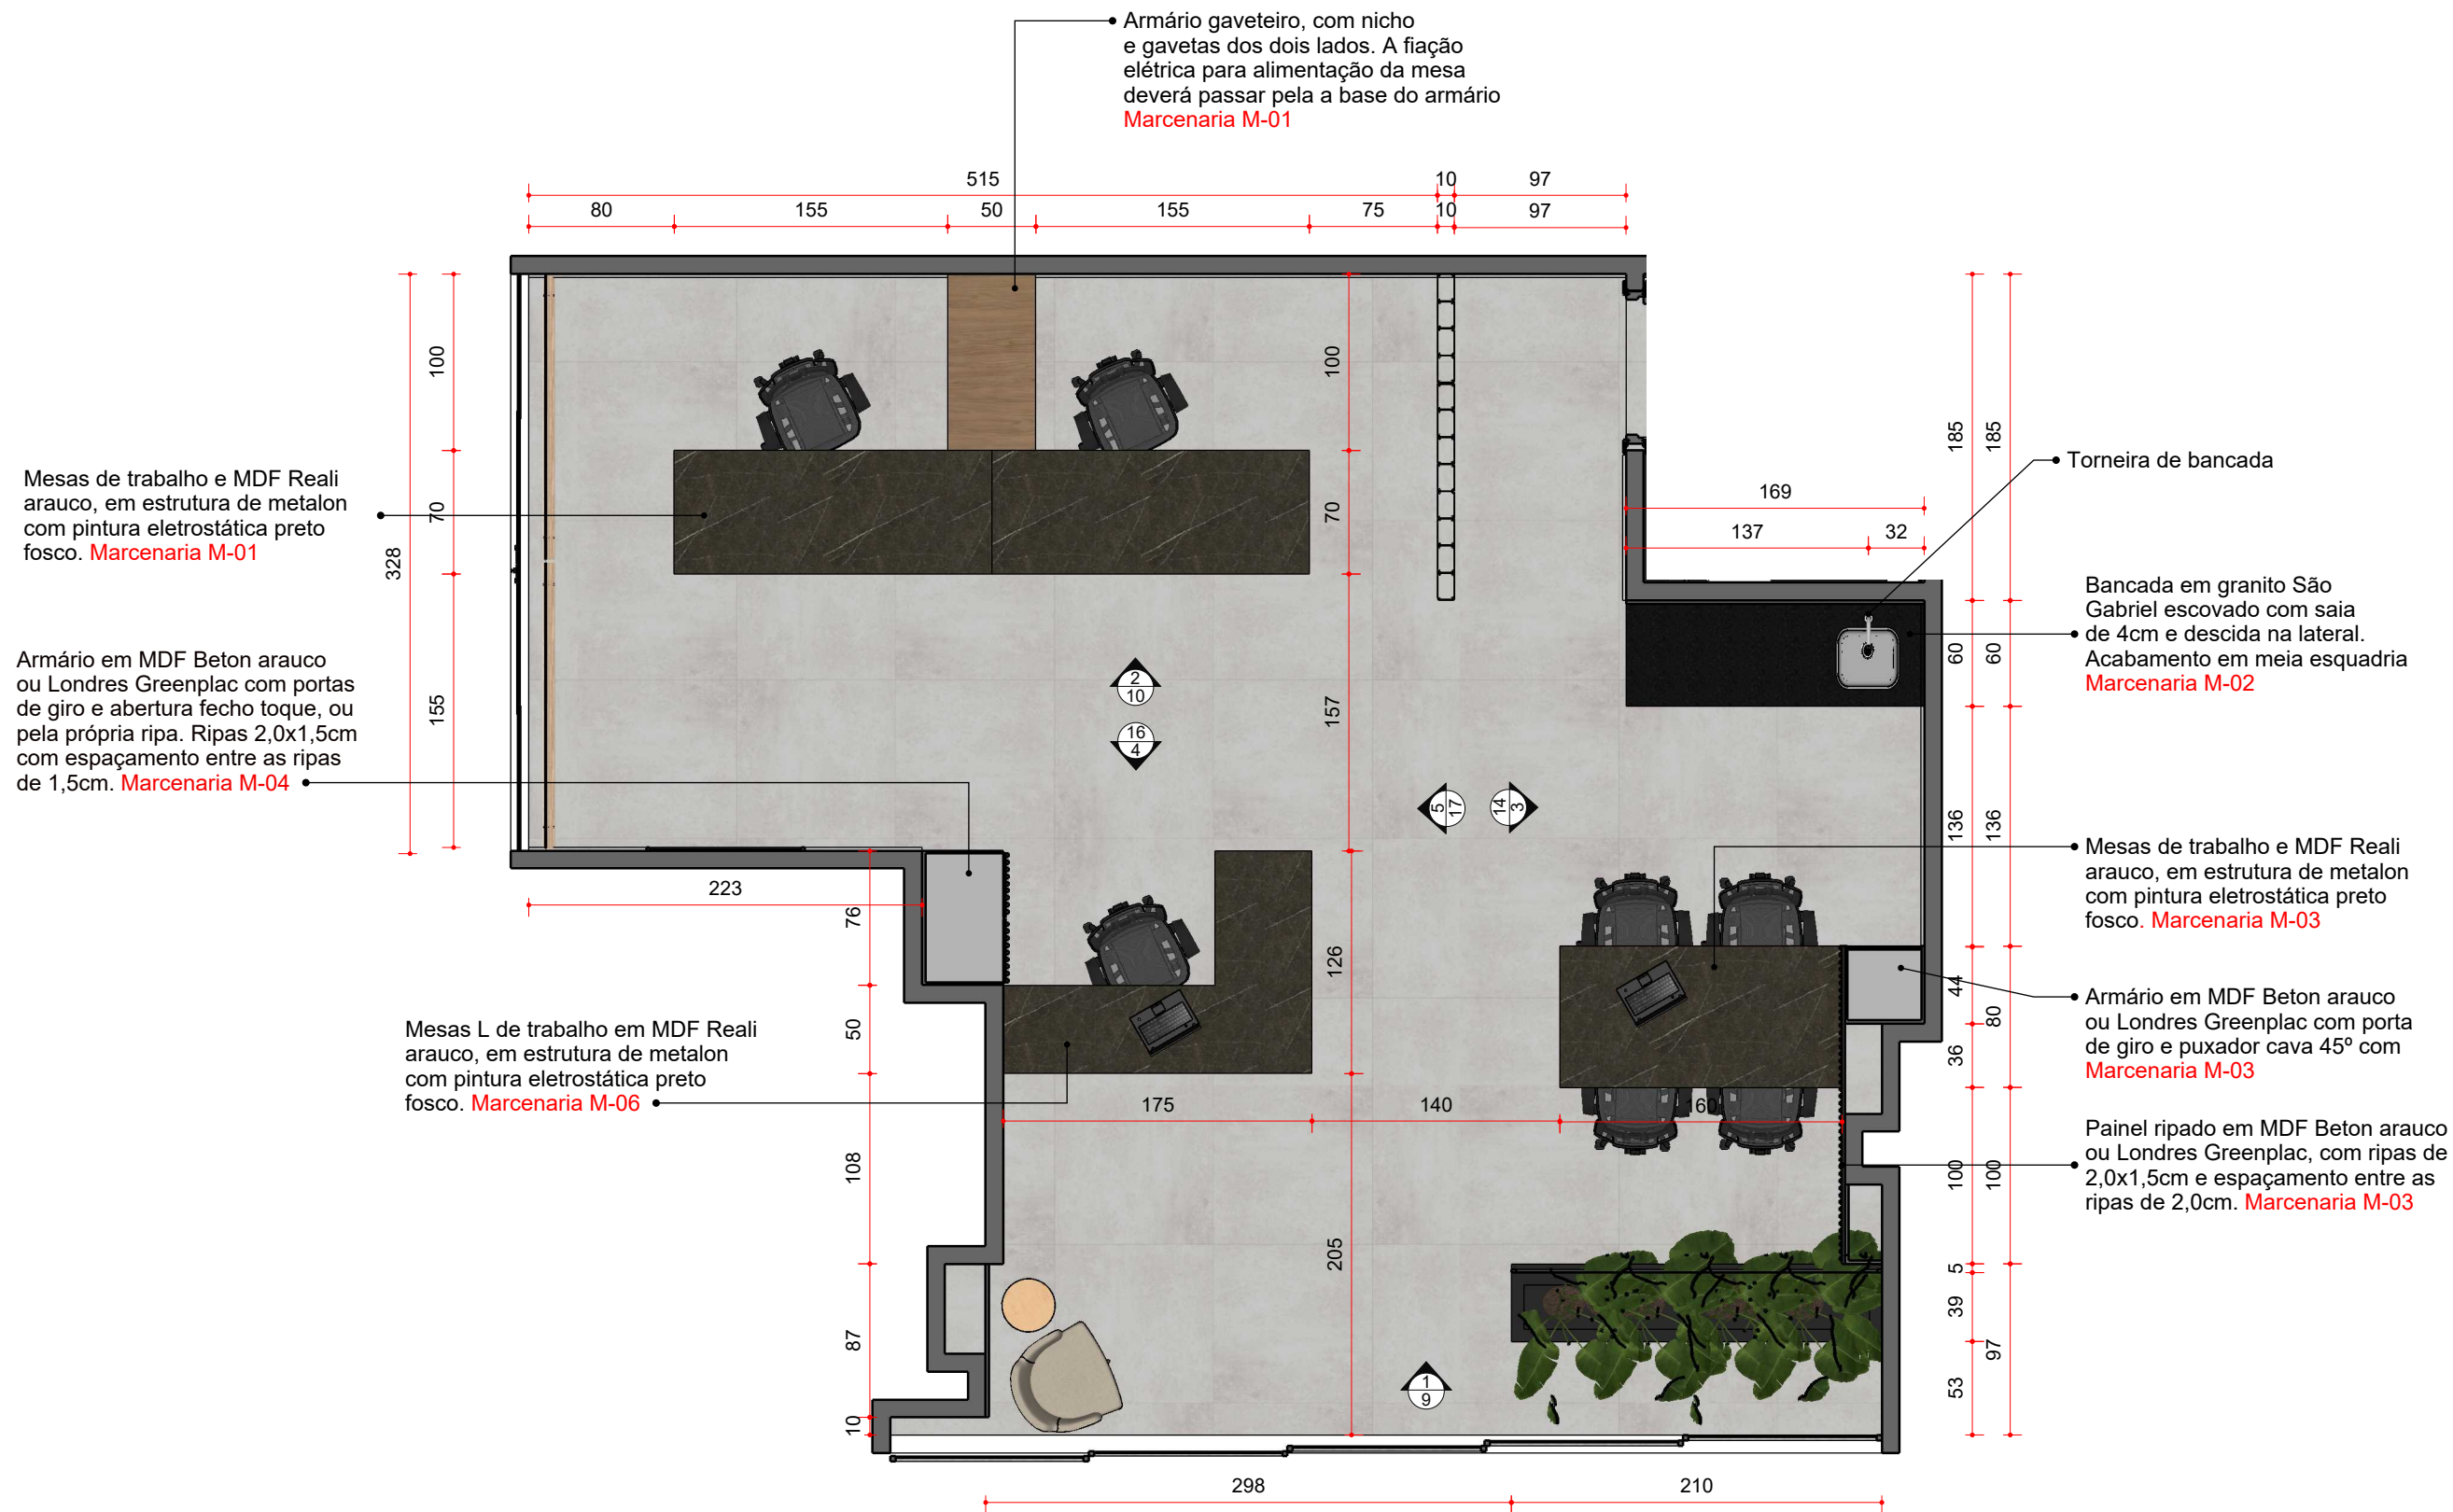 Armário gaveteiro, com nicho
e gavetas dos dois lados. A fiação
elétrica para alimentação da mesa
deverá passar pela a base do armário
Marcenaria M-01
515
10
97
80
155
50
155
75
10
97
328
100
70
155
100
70
157
126
205
Mesas de trabalho e MDF Reali
arauco, em estrutura de metalon
com pintura eletrostática preto
fosco. Marcenaria M-01
Armário em MDF Beton arauco
ou Londres Greenplac com portas
de giro e abertura fecho toque, ou
pela própria ripa. Ripas 2,0x1,5cm
com espaçamento entre as ripas
de 1,5cm. Marcenaria M-04
Mesas L de trabalho em MDF Reali
arauco, em estrutura de metalon
com pintura eletrostática preto
fosco. Marcenaria M-06
223
76
50
108
87
10
2
10
16
4
5
17
14
3
1
9
175
140
160
169
137
32
185
60
136
44
36
100
5
39
53
185
60
136
80
100
97
Torneira de bancada
Bancada em granito São
Gabriel escovado com saia
de 4cm e descida na lateral.
Acabamento em meia esquadria
Marcenaria M-02
Mesas de trabalho e MDF Reali
arauco, em estrutura de metalon
com pintura eletrostática preto
fosco. Marcenaria M-03
Armário em MDF Beton arauco
ou Londres Greenplac com porta
de giro e puxador cava 45º com
Marcenaria M-03
Painel ripado em MDF Beton arauco
ou Londres Greenplac, com ripas de
2,0x1,5cm e espaçamento entre as
ripas de 2,0cm. Marcenaria M-03
298
210